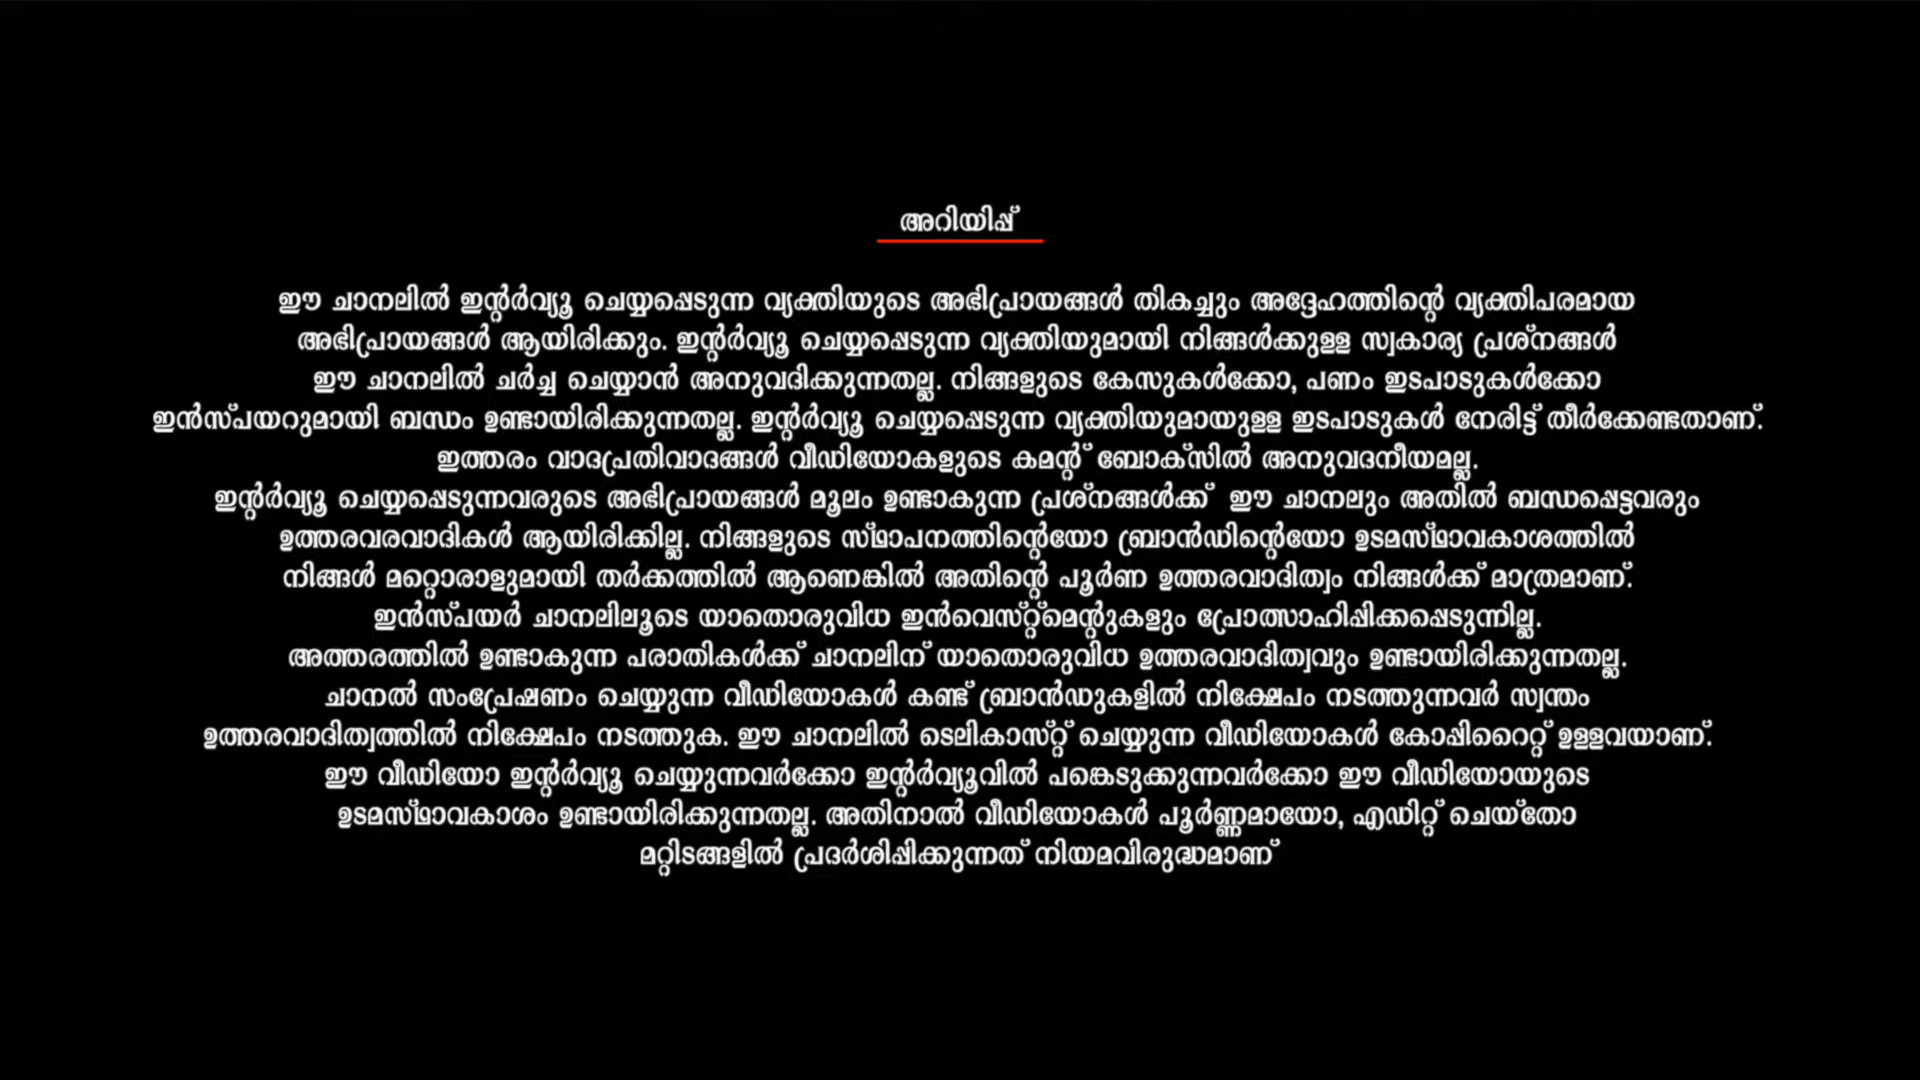 അറിയിപ്പ്
ഈ ചാനലിൽ ഇന്റർവ്യൂ ചെയ്യപ്പെടുന്ന വ്യക്തിയുടെ അഭിപ്രായങ്ങൾ തികച്ചും അദ്ദേഹത്തിന്റെ വ്യക്തിപരമായ
അഭിപ്രായങ്ങൾ ആയിരിക്കും. ഇന്റർവ്യൂ ചെയ്യപ്പെടുന്ന വ്യക്തിയുമായി നിങ്ങൾക്കുള്ള സ്വകാര്യ പ്രശ്നങ്ങൾ
ഈ ചാനലിൽ ചർച്ച ചെയ്യാൻ അനുവദിക്കുന്നതല്ല. നിങ്ങളുടെ കേസുകൾക്കോ, പണം ഇടപാടുകൾക്കോ
ഇൻസ്പയറുമായി ബന്ധം ഉണ്ടായിരിക്കുന്നതല്ല. ഇന്റർവ്യൂ ചെയ്യപ്പെടുന്ന വ്യക്തിയുമായുള്ള ഇടപാടുകൾ നേരിട്ട് തീർക്കേണ്ടതാണ്.
ഇത്തരം വാദപ്രതിവാദങ്ങൾ വീഡിയോകളുടെ കമന്റ് ബോക്സിൽ അനുവദനീയമല്ല.
ഇന്റർവ്യൂ ചെയ്യപ്പെടുന്നവരുടെ അഭിപ്രായങ്ങൾ മൂലം ഉണ്ടാകുന്ന പ്രശ്നങ്ങൾക്ക് ഈ ചാനലും അതിൽ ബന്ധപ്പെട്ടവരും
ഉത്തരവരവാദികൾ ആയിരിക്കില്ല. നിങ്ങളുടെ സ്ഥാപനത്തിന്റെയോ ബ്രാൻഡിന്റെയോ ഉടമസ്ഥാവകാശത്തിൽ
നിങ്ങൾ മറ്റൊരാളുമായി തർക്കത്തിൽ ആണെങ്കിൽ അതിന്റെ പൂർണ ഉത്തരവാദിത്വം നിങ്ങൾക്ക് മാത്രമാണ്.
ഇൻസ്പയർ ചാനലിലൂടെ യാതൊരുവിധ ഇൻവെസ്റ്റ്മെന്റുകളും പ്രോത്സാഹിപ്പിക്കപ്പെടുന്നില്ല.
അത്തരത്തിൽ ഉണ്ടാകുന്ന പരാതികൾക്ക് ചാനലിന് യാതൊരുവിധ ഉത്തരവാദിത്വവും ഉണ്ടായിരിക്കുന്നതല്ല.
ചാനൽ സംപ്രേഷണം ചെയ്യുന്ന വീഡിയോകൾ കണ്ട് ബ്രാൻഡുകളിൽ നിക്ഷേപം നടത്തുന്നവർ സ്വന്തം
ഉത്തരവാദിത്വത്തിൽ നിക്ഷേപം നടത്തുക. ഈ ചാനലിൽ ടെലികാസ്റ്റ് ചെയ്യുന്ന വീഡിയോകൾ കോപ്പിറൈറ്റ് ഉള്ളവയാണ്.
ഈ വീഡിയോ ഇന്റർവ്യൂ ചെയ്യുന്നവർക്കോ ഇന്റർവ്യൂവിൽ പങ്കെടുക്കുന്നവർക്കോ ഈ വീഡിയോയുടെ
ഉടമസ്ഥാവകാശം ഉണ്ടായിരിക്കുന്നതല്ല. അതിനാൽ വീഡിയോകൾ പൂർണ്ണമായോ, എഡിറ്റ് ചെയ്തോ
മറ്റിടങ്ങളിൽ പ്രദർശിപ്പിക്കുന്നത് നിയമവിരുദ്ധമാണ്